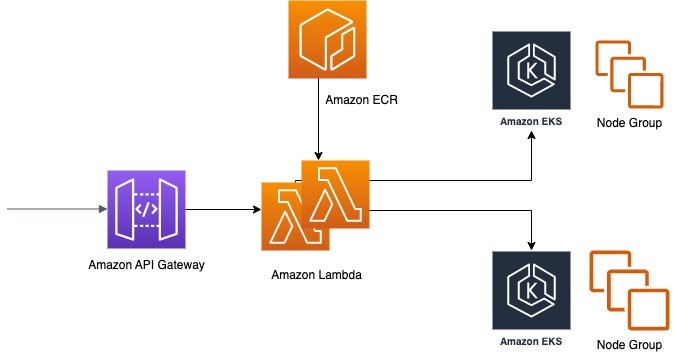 Amazon ECR
Amazon EKS
Node Group
</>
Amazon API Gateway
Amazon Lambda
K
K
Amazon EKS
Node Group